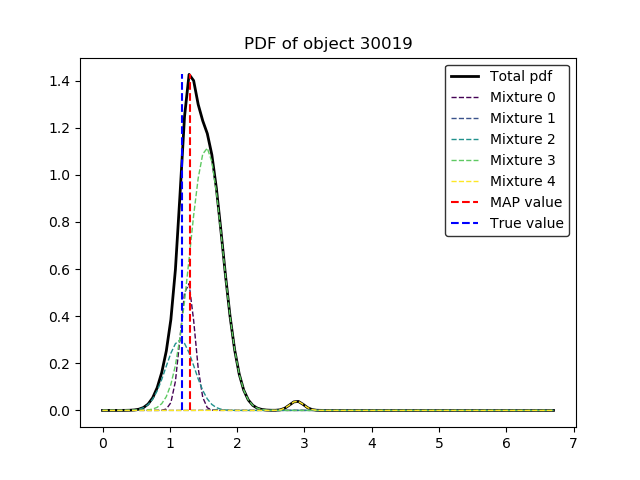 PDF of object 30019
Total pdf
Mixture 0
Mixture 1
Mixture 2
Mixture 3
Mixture 4
MAP value
True value
1.4
1.2
1.0
0.8
0.6
0.4
0.2
0.0
0 1 2 3 4 5 6 7